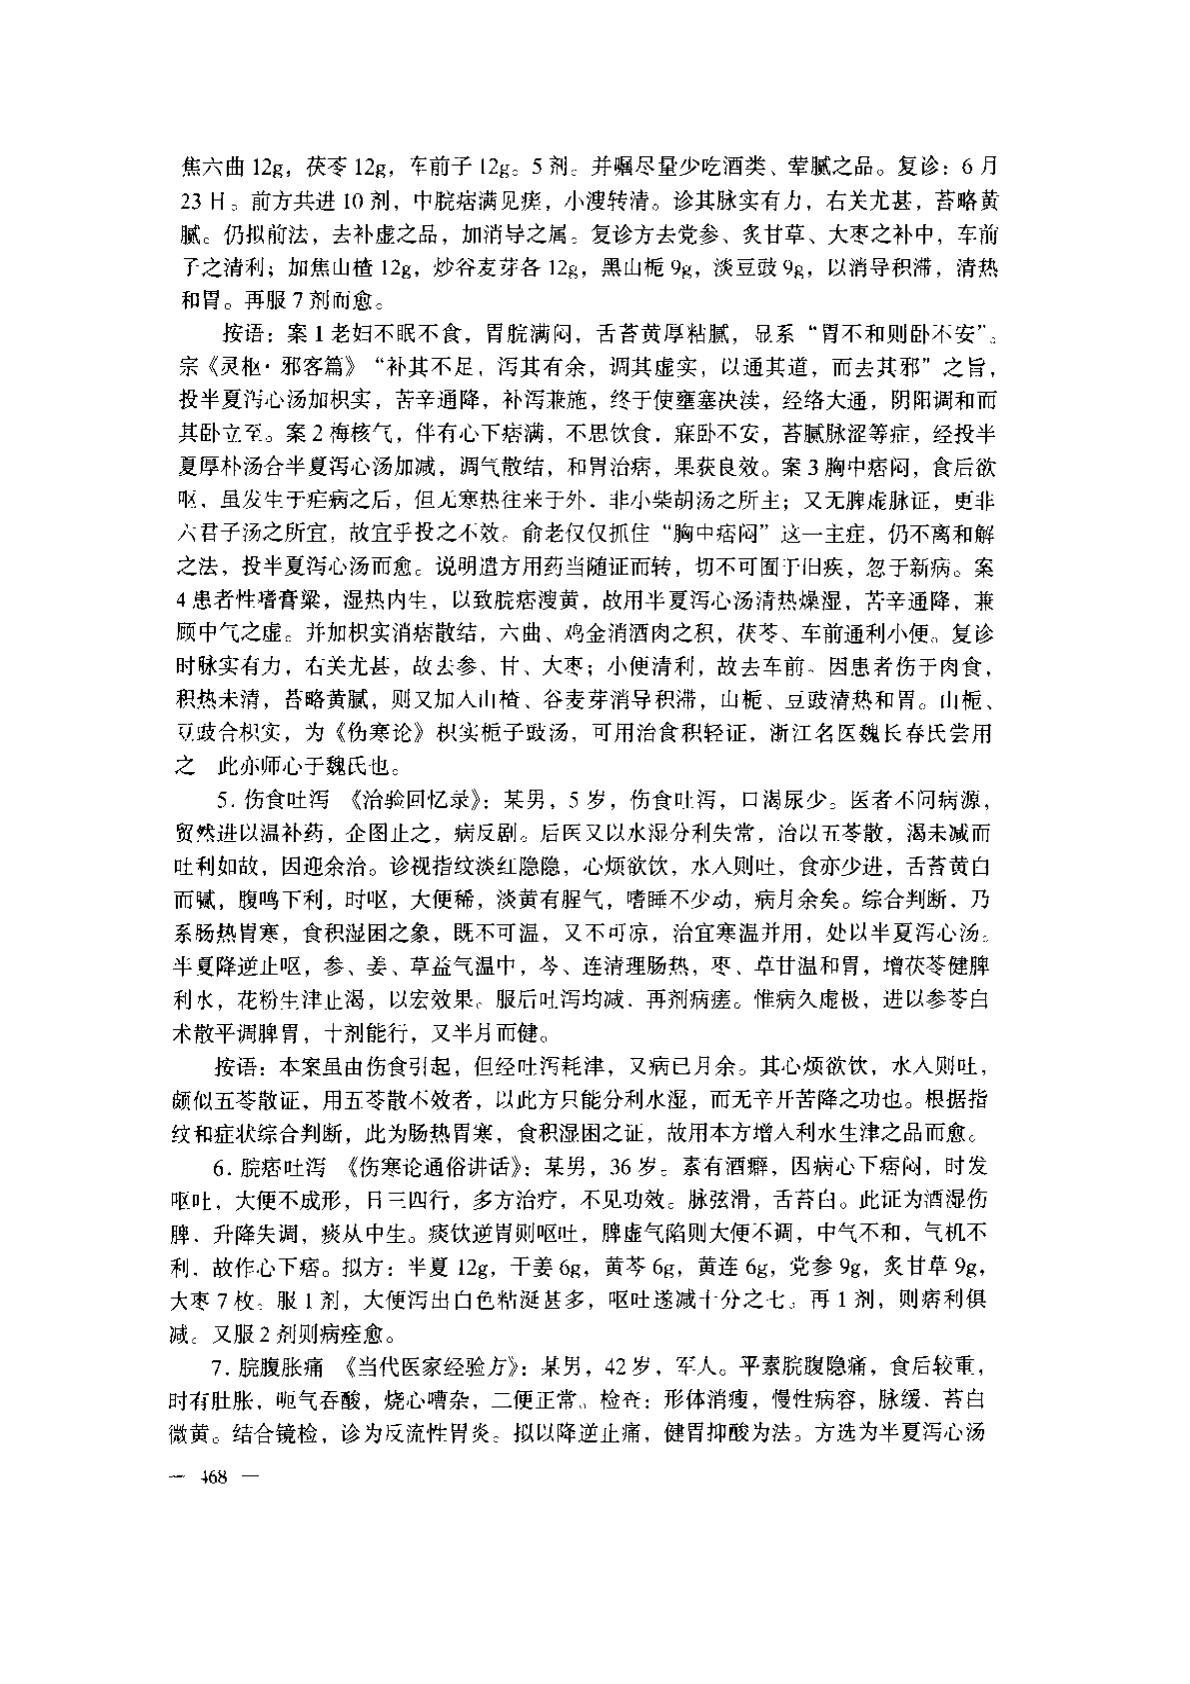 焦六曲 12g，茯苓 12g，车前子 12g。5 剂。并嘱尽量少吃酒类、荤腻之品。复诊：6 月
23 日。前方共进 10 剂，中脘痞满见瘥，小溲转清。诊其脉实有力，右关尤甚，苔略黄
腻。仍拟前法，去补虚之品，加消导之属。复诊方去党参、炙甘草、大枣之补中，车前
子之清利；加焦山楂 12g，炒谷麦芽各 12g，黑山栀 9g，淡豆豉 9g，以消导积滞，清热
和胃。再服 7 剂而愈。
按语：案 1 老妇不眠不食，胃脘满闷，舌苔黄厚粘腻，显系“胃不和则卧不安”。
宗《灵枢·邪客篇》“补其不足，泻其有余，调其虚实，以通其道，而去其邪”之旨，
投半夏泻心汤加枳实，苦辛通降，补泻兼施，终于使壅塞决渎，经络大通，阴阳调和而
其卧立至。案 2 梅核气，伴有心下痞满，不思饮食，寐卧不安，苔腻脉涩等症，经投半
夏厚朴汤合半夏泻心汤加减，调气散结，和胃治痞，果获良效。案 3 胸中痞闷，食后欲
呕，虽发生于疟病之后，但无寒热往来于外，非小柴胡汤之所主；又无脾虚脉证，更非
六君子汤之所宜，故宜乎投之不效。俞老仅仅抓住“胸中痞闷”这一主症，仍不离和解
之法，投半夏泻心汤而愈。说明遣方用药当随证而转，切不可囿于旧疾，忽于新病。案
4 患者性嗜膏粱，湿热内生，以致脘痞溲黄，故用半夏泻心汤清热燥湿，苦辛通降，兼
顾中气之虚。并加枳实消痞散结，六曲、鸡金消酒肉之积，茯苓、车前通利小便。复诊
时脉实有力，右关尤甚，故去参、甘、大枣；小便清利，故去车前。因患者伤于肉食，
积热未清，苔略黄腻，则又加入山楂、谷麦芽消导积滞，山栀、豆豉清热和胃。山栀、
豆豉合枳实，为《伤寒论》枳实栀子豉汤，可用治食积轻证，浙江名医魏长春氏尝用
之 此亦师心于魏氏也。
5. 伤食吐泻 《治验回忆录》：某男，5 岁，伤食吐泻，口渴尿少。医者不问病源，
贸然进以温补药，企图止之，病反剧。后医又以水湿分利失常，治以五苓散，渴未减而
吐利如故，因迎余治。诊视指纹淡红隐隐，心烦欲饮，水入则吐，食亦少进，舌苔黄白
而腻，腹鸣下利，时呕，大便稀，淡黄有腥气，嗜睡不少动，病月余矣。综合判断，乃
系肠热胃寒，食积湿困之象，既不可温，又不可凉，治宜寒温并用，处以半夏泻心汤。
半夏降逆止呕，参、姜、草益气温中，芩、连清理肠热，枣、草甘温和胃，增茯苓健脾
利水，花粉生津止渴，以宏效果。服后吐泻均减，再剂病瘥。惟病久虚极，进以参苓白
术散平调脾胃，十剂能行，又半月而健。
按语：本案虽由伤食引起，但经吐泻耗津，又病已月余。其心烦欲饮，水入则吐，
颇似五苓散证，用五苓散不效者，以此方只能分利水湿，而无辛开苦降之功也。根据指
纹和症状综合判断，此为肠热胃寒，食积湿困之证，故用本方增入利水生津之品而愈。
6. 脘痞吐泻 《伤寒论通俗讲话》：某男，36 岁。素有酒癖，因病心下痞闷，时发
呕吐，大便不成形，日三四行，多方治疗，不见功效。脉弦滑，舌苔白。此证为酒湿伤
脾，升降失调，痰从中生。痰饮逆胃则呕吐，脾虚气陷则大便不调，中气不和，气机不
利，故作心下痞。拟方：半夏 12g，干姜 6g，黄芩 6g，黄连 6g，党参 9g，炙甘草 9g，
大枣 7 枚。服 1 剂，大便泻出白色粘涎甚多，呕吐遂减十分之七。再 1 剂，则痞利俱
减。又服 2 剂则病痊愈。
7. 脘腹胀痛 《当代医家经验方》：某男，42 岁，军人。平素脘腹隐痛，食后较重，
时有肚胀，呃气吞酸，烧心嘈杂，二便正常。检查：形体消瘦，慢性病容，脉缓，苔白
微黄。结合镜检，诊为反流性胃炎。拟以降逆止痛，健胃抑酸为法。方选为半夏泻心汤
— 468 —